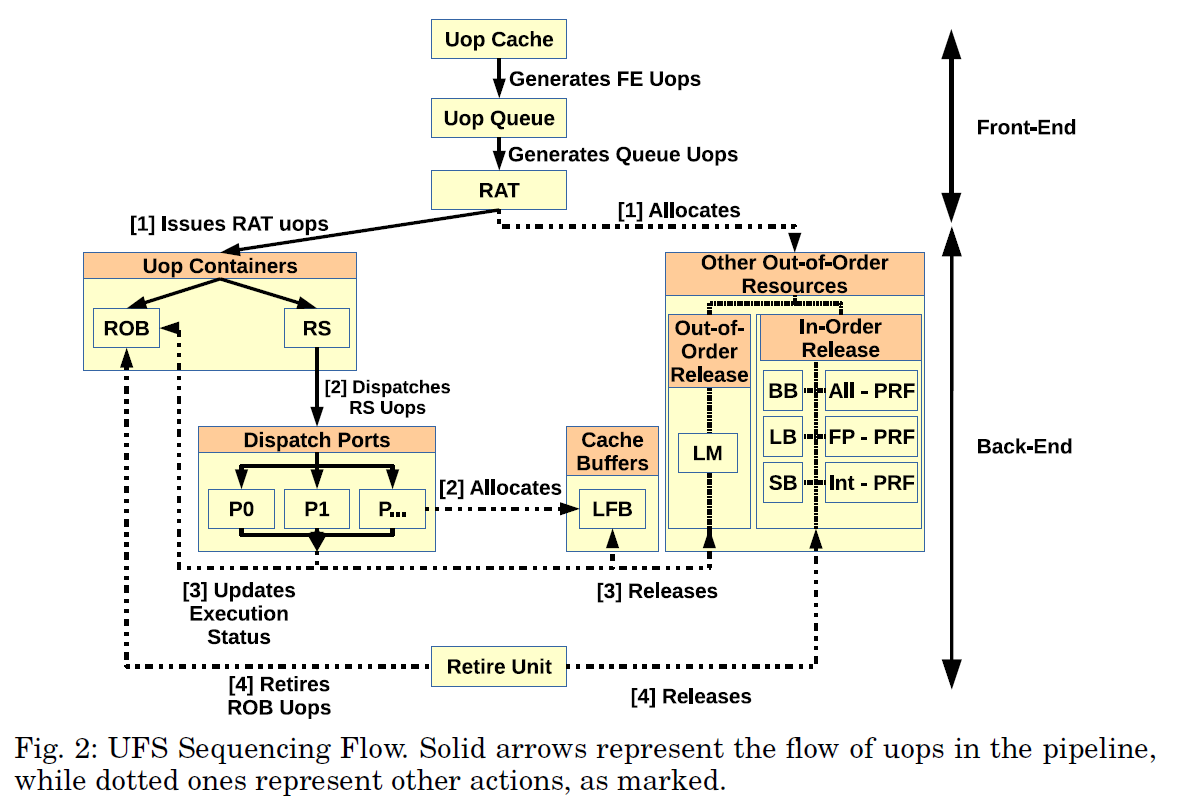 Uop Cache
Generates FE Uops
Uop Queue
Generates Queue Uops
RAT
Front-End
[1] Issues RAT uops
[1] Allocates
Uop Containers
ROB
RS
Other Out-of-Order
Resources
Out-of-
Order
Release
In-Order
Release
LM
BB
All - PRF
LB
FP - PRF
SB
Int - PRF
[2] Dispatches
RS Uops
Dispatch Ports
P0
P1
P...
[2] Allocates
Cache
Buffers
LFB
Back-End
[3] Updates
Execution
Status
[3] Releases
Retire Unit
[4] Retires
ROB Uops
[4] Releases
Fig. 2: UFS Sequencing Flow. Solid arrows represent the flow of uops in the pipeline,
while dotted ones represent other actions, as marked.